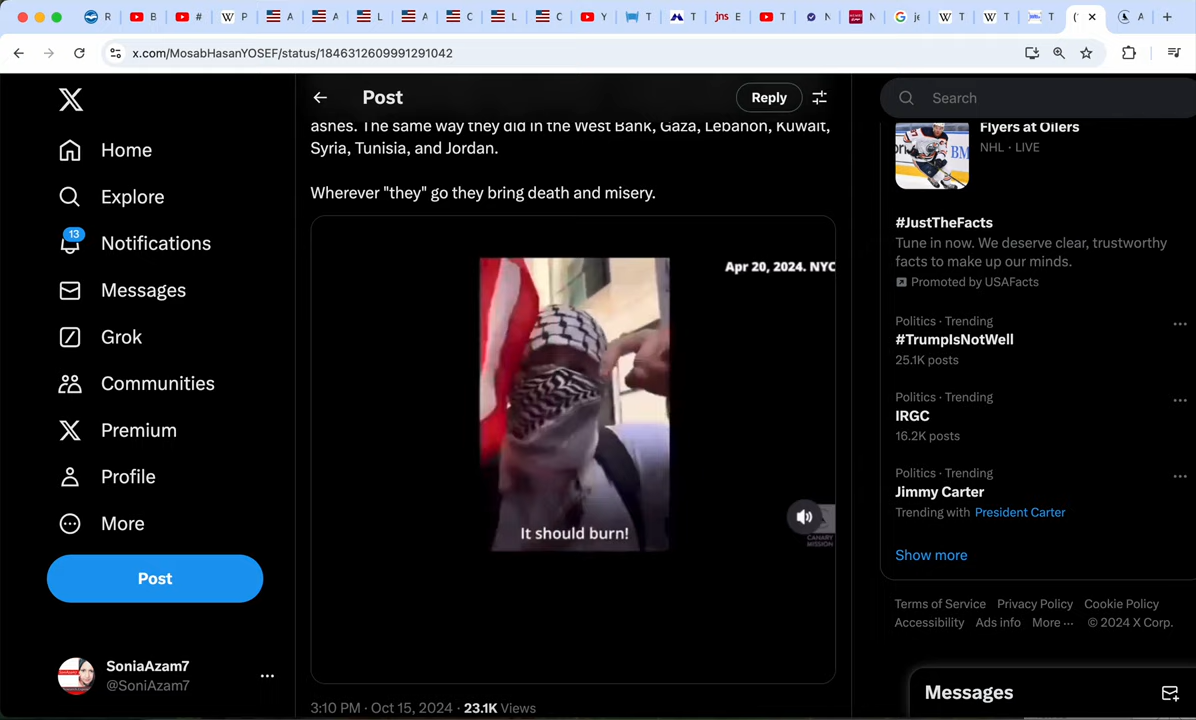 R
B
#
P
A
A
L
A
C
L
C
Y
T
T
jns E
T
N
N
je
T
T
T
(
A
x.com/MosabHasanYOSEF/status/1846312609991291042
Home
Explore
13
Notifications
Messages
Grok
Communities
Premium
Profile
More
Post
SoniaAzam7
@SoniAzam7
Post
Reply
ashes. The same way they did in the West Bank, Gaza, Lebanon, Kuwait,
Syria, Tunisia, and Jordan.
Wherever "they" go they bring death and misery.
Apr 20, 2024. NYC
It should burn!
CANARY
MISSION
3:10 PM · Oct 15, 2024 · 23.1K Views
Search
Flyers at Oilers
NHL · LIVE
#JustTheFacts
Tune in now. We deserve clear, trustworthy
facts to make up our minds.
Promoted by USAFacts
Politics · Trending
#TrumpIsNotWell
25.1K posts
Politics · Trending
IRGC
16.2K posts
Politics · Trending
Jimmy Carter
Trending with President Carter
Show more
Terms of Service Privacy Policy Cookie Policy
Accessibility Ads info More ··· © 2024 X Corp.
Messages